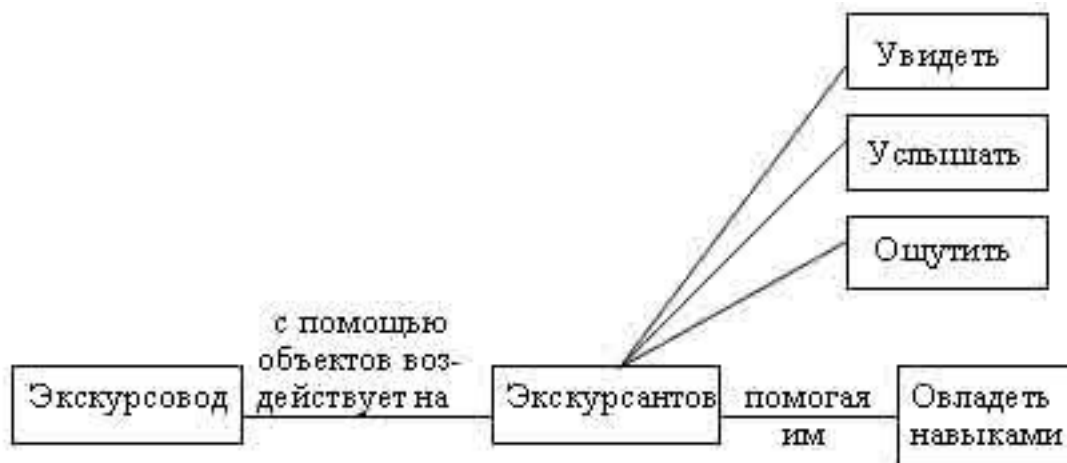 Увидеть
Услышать
Ощутить
с помощью
объектов воз-
действует на
Экскурсовод
Экскурсантов
помогая
им
Овладеть
навыками